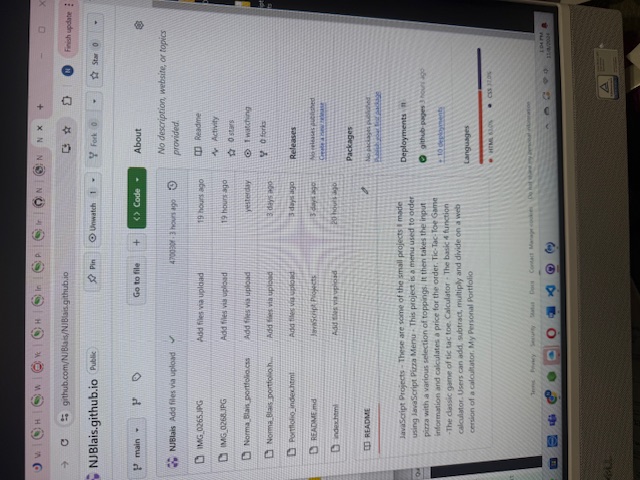 github.com/NJBlais/NJBlais.github.io
N
Finish update
NJBlais.github.io
Public
Pin
Unwatch 1
Fork 0
Star 0
main
Go to file
+
<> Code
About
No description, website, or topics
provided.
NJBlais Add files via upload
3 hours ago
IMG_0265.JPG Add files via upload 19 hours ago
IMG_0268.JPG Add files via upload 19 hours ago
Norma_Blais_portfolio.css Add files via upload yesterday
Norma_Blais_portfolio.h... Add files via upload 3 days ago
Portfolio_index.html Add files via upload 3 days ago
README.md JavaScript Projects 3 days ago
index.html Add files via upload 20 hours ago
Readme
Activity
0 stars
1 watching
0 forks
Releases
No releases published
Create a new release
Packages
No packages published
Publish your first package
Deployments 11
github-pages 3 hours ago
+ 10 deployments
Languages
HTML
CSS
README
JavaScript Projects - These are some of the small projects I made
using JavaScript Pizza Menu - This project is a menu used to order
pizza with a various selection of toppings. It then takes the input
information and calculates a price for the order. Tic-Tac-Toe Game
-The classic game of tic tac toe. Calculator - The basic 4 function
calculator. Users can add, subtract, multiply and divide on a web
cersion of a calcultator. My Personal Portfolio
Terms Privacy Security Status Docs Contact Manage cookies Do not share my personal information